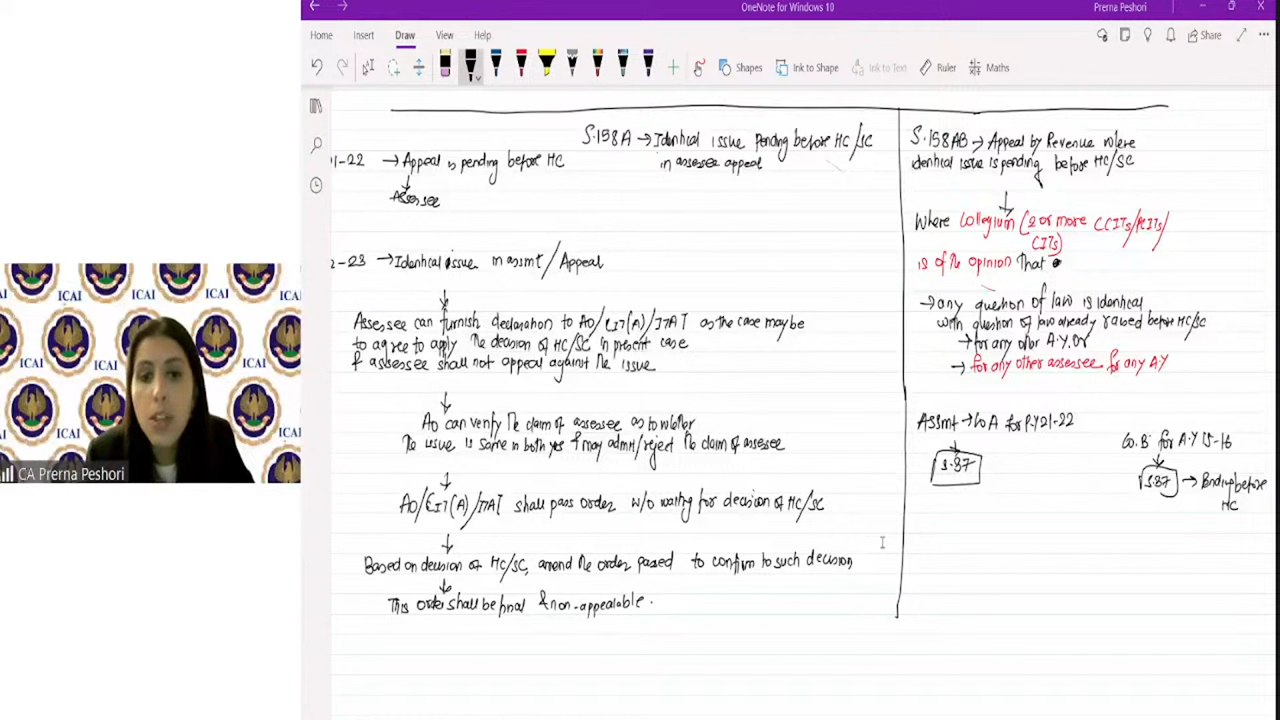 OneNote for Windows 10
Prerna Peshori
Home
Insert
Draw
View
Help
Share
Shapes
Ink to Shape
Ink to Text
Ruler
Maths
S.158A → Identical issue pending before HC/SC
in assessee appeal
1-22 → Appeal is pending before HC
Assessee
2-23 → Identical issue in assmt/Appeal
Assessee can furnish declaration to AO/CIT(A)/ITAT as the case may be
to agree to apply the decision of HC/SC in present case
& assessee shall not appeal against the issue
AO can verify the claim of assessee as to whether
the issue is same in both yrs & may admit/reject the claim of assessee
AO/CIT(A)/ITAT shall pass order w/o waiting for decision of HC/SC
Based on decision of HC/SC, amend the order passed to confirm to such decision
This order shall be final & non-appealable.
S.158AB → Appeal by Revenue where
identical issue is pending before HC/SC
Where Collegium (2 or more CCITs/PCITs/
CITs)
is of the opinion that
→ any question of law is identical
with question of law already raised before HC/SC
→ for any other A.Y. or
→ for any other assessee for any A.Y
Assmt → Co A for P.Y 21-22
S.37
Co. B for A.Y 15-16
S.37 → Pending before
HC
ICAI
ICAI
ICAI
ICAI
ICAI
CA Prerna Peshori